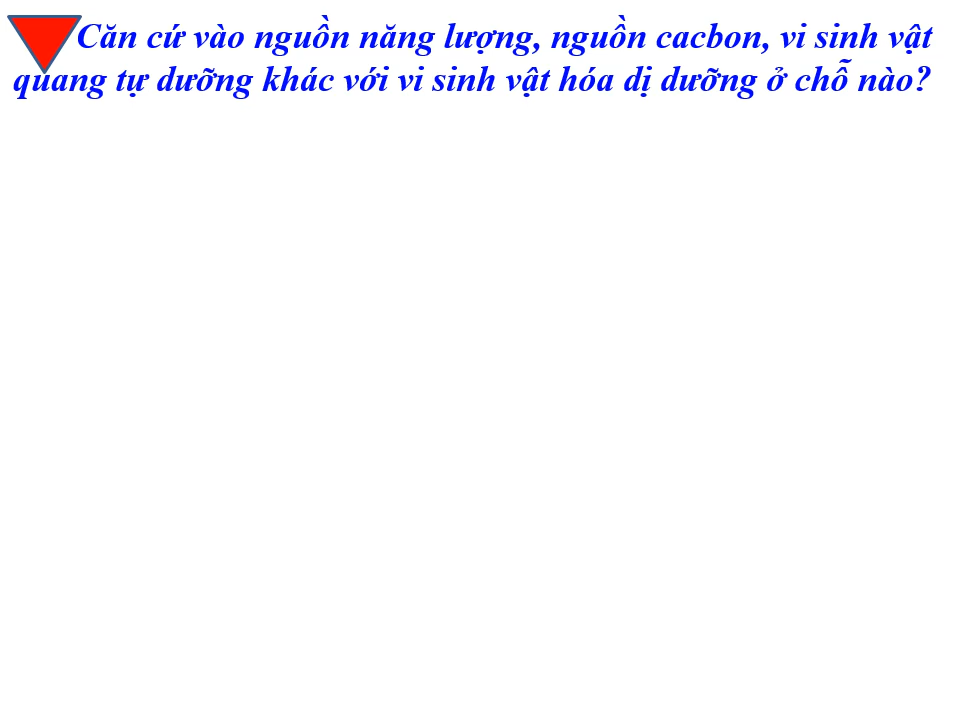 Căn cứ vào nguồn năng lượng, nguồn cacbon, vi sinh vật
quang tự dưỡng khác với vi sinh vật hóa dị dưỡng ở chỗ nào?